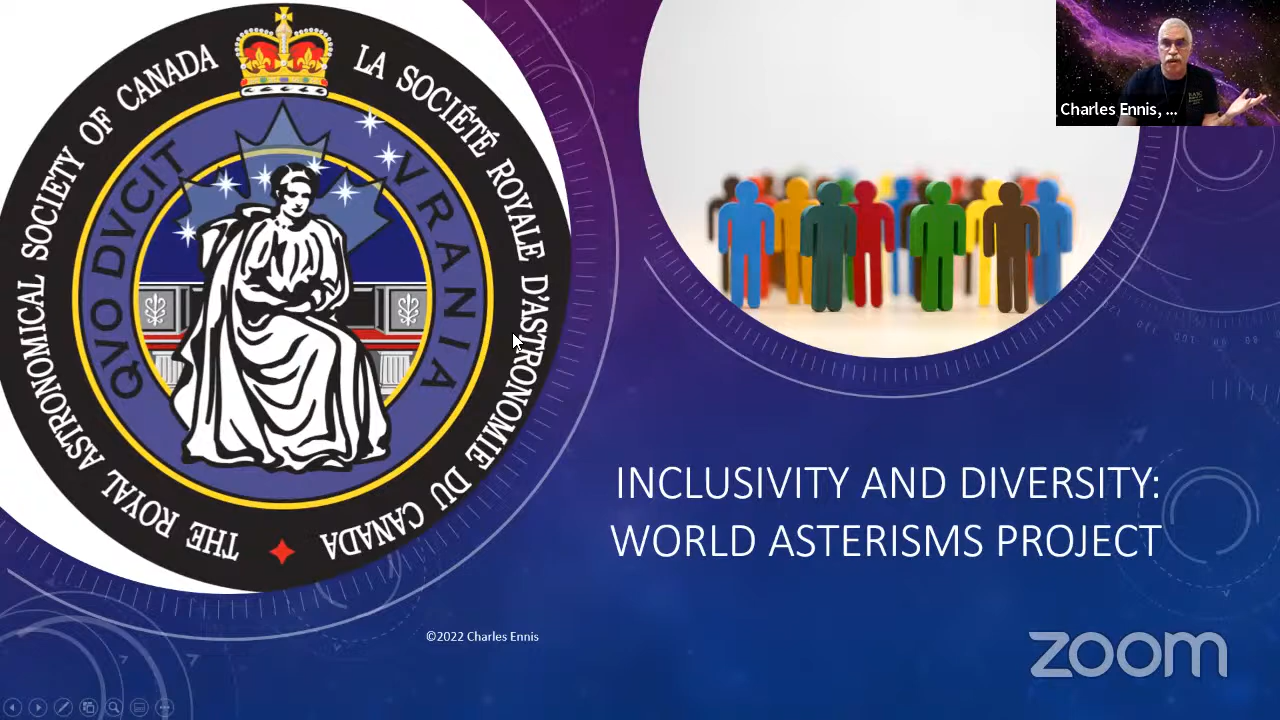 THE ROYAL ASTRONOMICAL SOCIETY OF CANADA
LA SOCIÉTÉ ROYALE D'ASTRONOMIE DU CANADA
QVO DVCIT
VRANIA
Charles Ennis, ...
INCLUSIVITY AND DIVERSITY:
WORLD ASTERISMS PROJECT
©2022 Charles Ennis
zoom